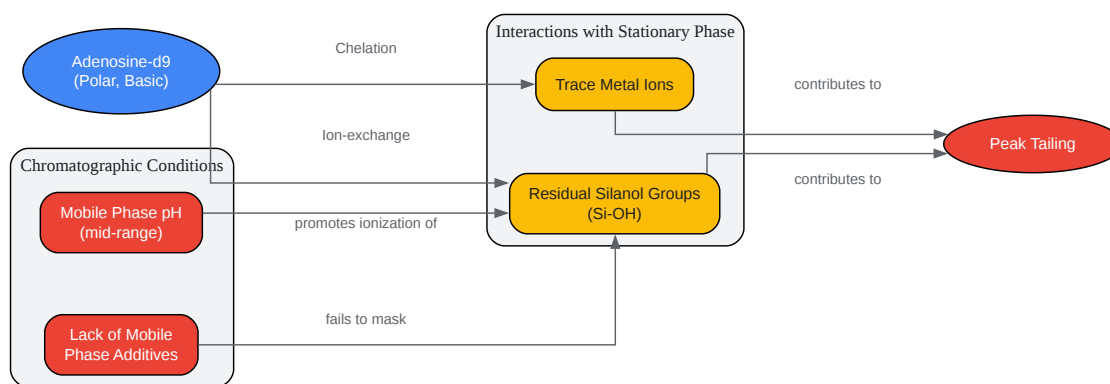 Interactions with Stationary Phase
Adenosine-d9
(Polar, Basic)
Chelation
Trace Metal Ions
contributes to
Ion-exchange
Peak Tailing
Chromatographic Conditions
Residual Silanol Groups
(Si-OH)
contributes to
Mobile Phase pH
(mid-range)
promotes ionization of
fails to mask
Lack of Mobile
Phase Additives